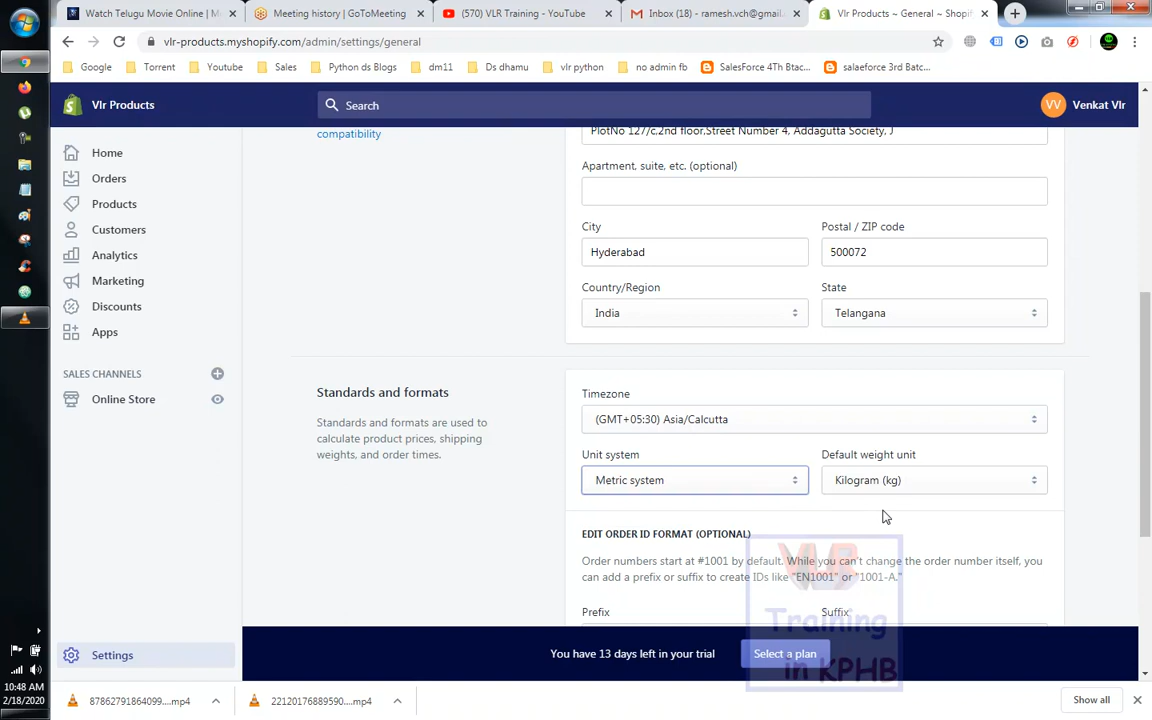 Watch Telugu Movie Online | M
Meeting history | GoToMeeting
(570) VLR Training - YouTube
Inbox (18) - ramesh.vch@gmail.
Vlr Products ~ General ~ Shopif
vlr-products.myshopify.com/admin/settings/general
Google
Torrent
Youtube
Sales
Python ds Blogs
dm11
Ds dhamu
vlr python
no admin fb
SalesForce 4Th Btac...
salaeforce 3rd Batc...
Vlr Products
Search
VV
Venkat Vlr
Home
Orders
Products
Customers
Analytics
Marketing
Discounts
Apps
SALES CHANNELS
Online Store
Settings
compatibility
PlotNo 127/c,2nd floor,Street Number 4, Addagutta Society, J
Apartment, suite, etc. (optional)
City
Postal / ZIP code
Hyderabad
500072
Country/Region
State
India
Telangana
Standards and formats
Standards and formats are used to
calculate product prices, shipping
weights, and order times.
Timezone
(GMT+05:30) Asia/Calcutta
Unit system
Default weight unit
Metric system
Kilogram (kg)
EDIT ORDER ID FORMAT (OPTIONAL)
Order numbers start at #1001 by default. While you can't change the order number itself, you
can add a prefix or suffix to create IDs like "EN1001" or "1001-A."
Prefix
Suffix
VLR
Training
in KPHB
You have 13 days left in your trial
Select a plan
10:48 AM
2/18/2020
87862791864099....mp4
22120176889590....mp4
Show all